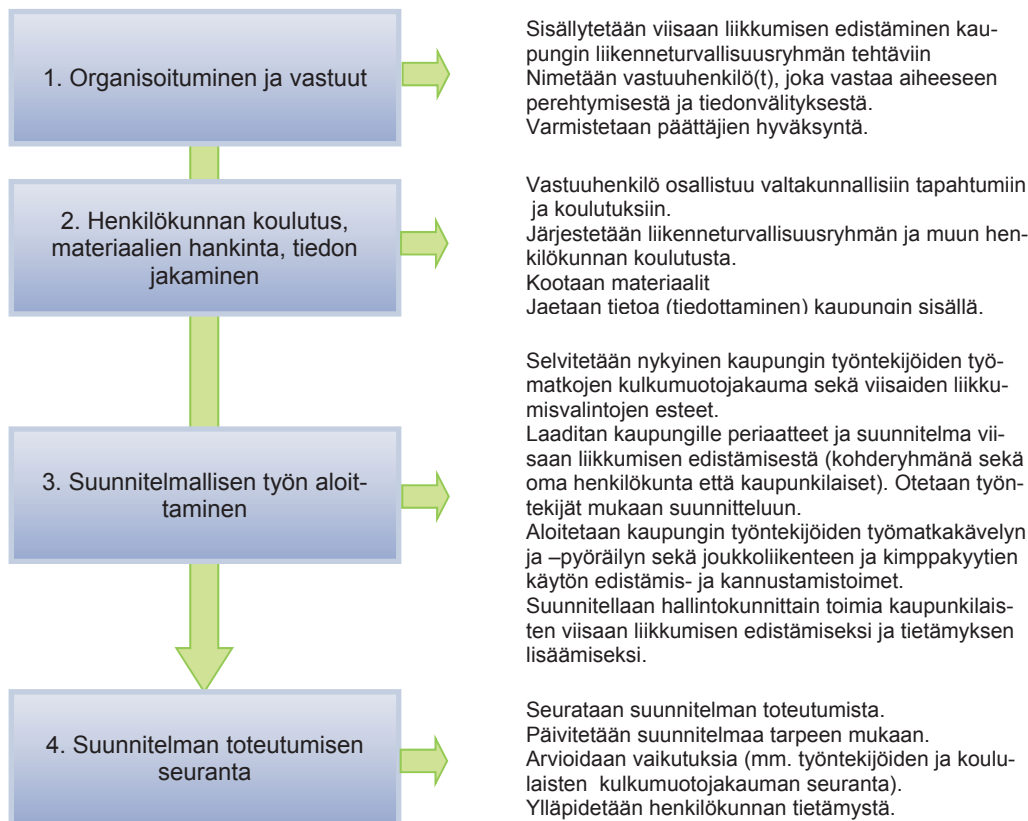 1. Organisoituminen ja vastuut
Sisällytetään viisaan liikkumisen edistäminen kau-
pungin liikenneturvallisuusryhmän tehtäviin
Nimetään vastuuhenkilö(t), joka vastaa aiheeseen
perehtymisestä ja tiedonvälityksestä.
Varmistetaan päättäjien hyväksyntä.
2. Henkilökunnan koulutus,
materiaalien hankinta, tiedon
jakaminen
Vastuuhenkilö osallistuu valtakunnallisiin tapahtumiin
ja koulutuksiin.
Järjestetään liikenneturvallisuusryhmän ja muun hen-
kilökunnan koulutusta.
Kootaan materiaalit
Jaetaan tietoa (tiedottaminen) kaupungin sisällä.
3. Suunnitelmallisen työn aloit-
taminen
Selvitetään nykyinen kaupungin työntekijöiden työ-
matkojen kulkumuotojakauma sekä viisaiden liikku-
misvalintojen esteet.
Laaditan kaupungille periaatteet ja suunnitelma vii-
saan liikkumisen edistämisestä (kohderyhmänä sekä
oma henkilökunta että kaupunkilaiset). Otetaan työn-
tekijät mukaan suunnitteluun.
Aloitetaan kaupungin työntekijöiden työmatkakävelyn
ja –pyöräilyn sekä joukkoliikenteen ja kimppakyytien
käytön edistämis- ja kannustamistoimet.
Suunnitellaan hallintokunnittain toimia kaupunkilais-
ten viisaan liikkumisen edistämiseksi ja tietämyksen
lisäämiseksi.
4. Suunnitelman toteutumisen
seuranta
Seurataan suunnitelman toteutumista.
Päivitetään suunnitelmaa tarpeen mukaan.
Arvioidaan vaikutuksia (mm. työntekijöiden ja koulu-
laisten kulkumuotojakauman seuranta).
Ylläpidetään henkilökunnan tietämystä.